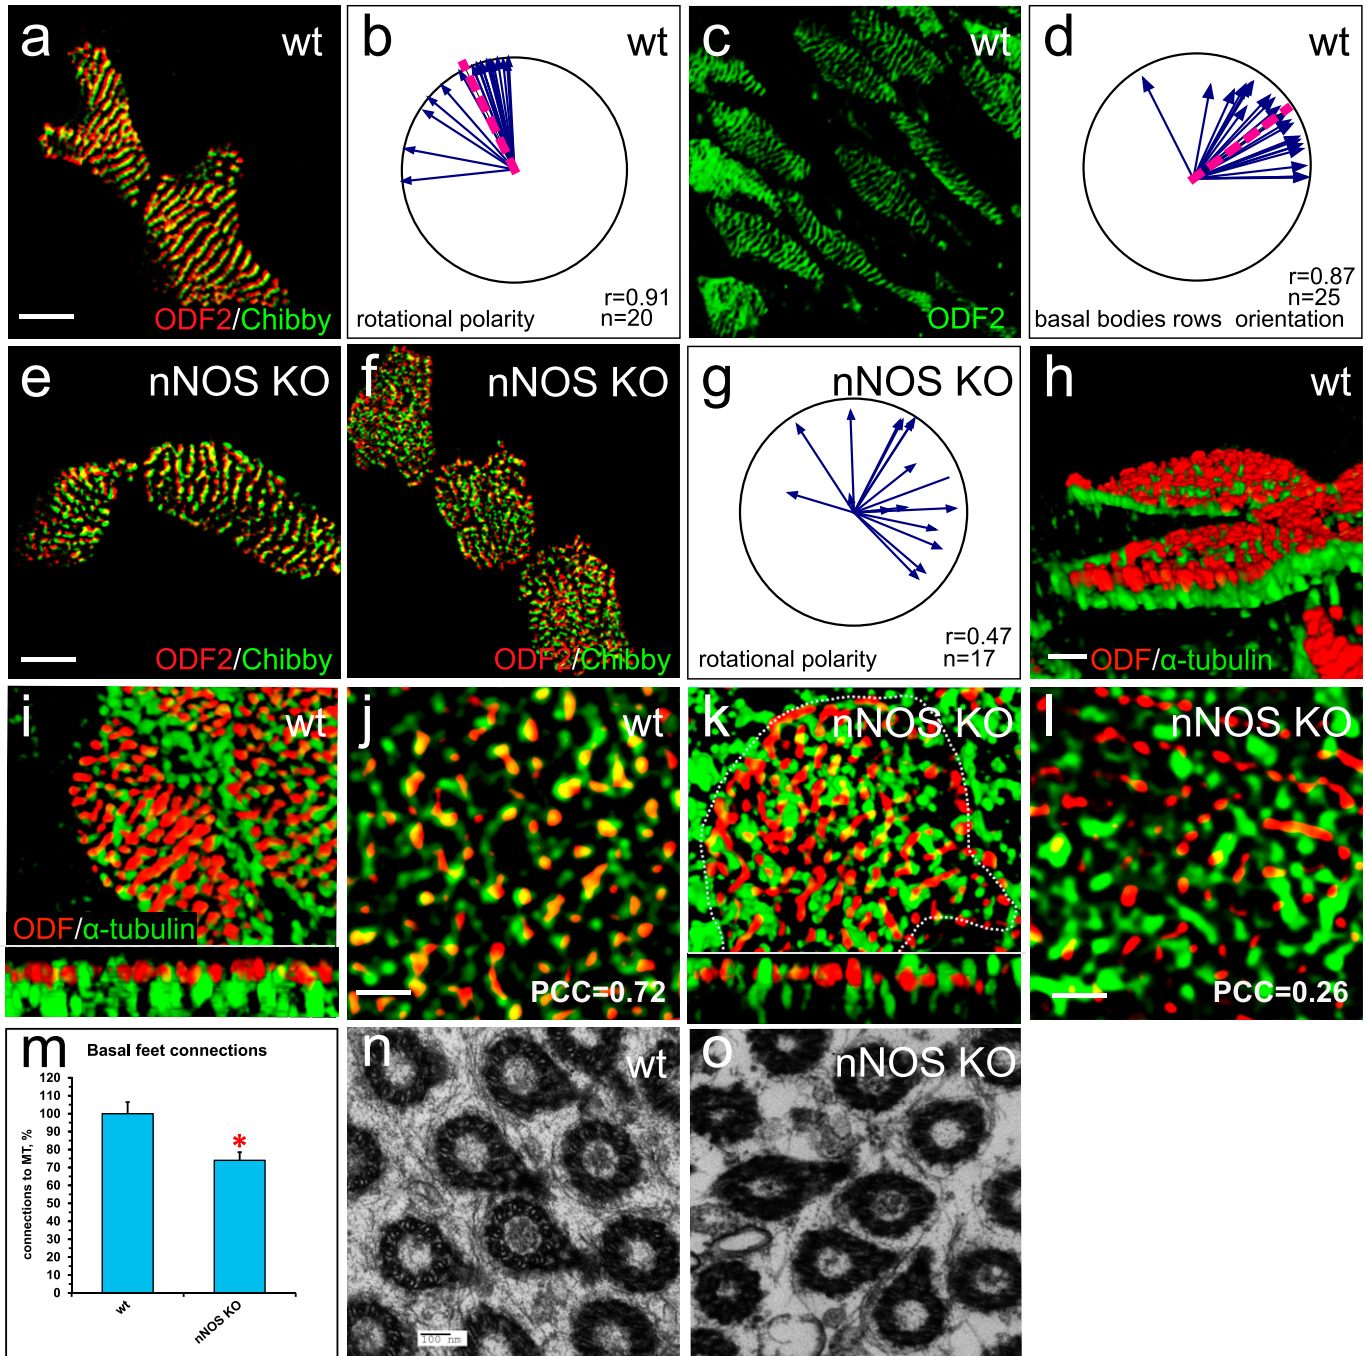 a wt
ODF2/Chibby
b wt
r=0.91
rotational polarity n=20
c wt
ODF2
d wt
r=0.87
n=25
basal bodies rows orientation
e nNOS KO
ODF2/Chibby
f nNOS KO
ODF2/Chibby
g nNOS KO
r=0.47
rotational polarity n=17
h wt
ODF/α-tubulin
i wt
ODF/α-tubulin
j wt
PCC=0.72
k nNOS KO
l nNOS KO
PCC=0.26
m Basal feet connections
connections to MT, %
120
110
100
90
80
70
60
50
40
30
20
10
0
*
wt
nNOS KO
n wt
100 nm
o nNOS KO